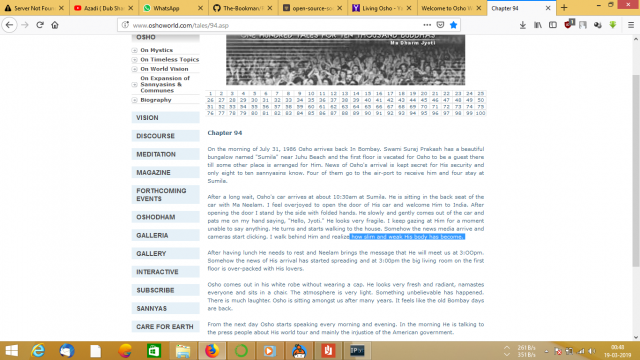 Server Not Found
Azadi ( Dub Sha
WhatsApp
The-Bookman/
open-source-so
Living Osho - Ya
Welcome to Osho W
Chapter 94
www.oshoworld.com/tales/94.asp
OSHO
ONE HUNDRED TALES FOR TEN THOUSAND BUDDHAS
Ma Dharm Jyoti
On Mystics
On Timeless Topics
On World Vision
On Expansion of
Sannyasins &
Communes
Biography
1 2 3 4 5 6 7 8 9 10 11 12 13 14 15 16 17 18 19 20 21 22 23 24 25
26 27 28 29 30 31 32 33 34 35 36 37 38 39 40 41 42 43 44 45 46 47 48 49 50
51 52 53 54 55 56 57 58 59 60 61 62 63 64 65 66 67 68 69 70 71 72 73 74 75
76 77 78 79 80 81 82 83 84 85 86 87 88 89 90 91 92 93 94 95 96 97 98 99 100
VISION
DISCOURSE
MEDITATION
MAGAZINE
FORTHCOMING
EVENTS
OSHODHAM
GALLERIA
GALLERY
INTERACTIVE
SUBSCRIBE
SANNYAS
CARE FOR EARTH
Chapter 94
On the morning of July 31, 1986 Osho arrives back In Bombay. Swami Suraj Prakash has a beautiful
bungalow named "Sumila" near Juhu Beach and the first floor is vacated for Osho to be a guest there
till some other place is arranged for Him. News of Osho's arrival is kept secret for His security and
only eight to ten sannyasins know. Four of them go to the air-port to receive him and four stay at
Sumila.
After a long wait, Osho's car arrives at about 10:30am at Sumila. He is sitting in the back seat of the
car with Ma Neelam. I feel overjoyed to open the door of His car and welcome Him to India. After
opening the door I stand by the side with folded hands. He slowly and gently comes out of the car and
pats me on my hand saying, "Hello, Jyoti." He looks very fragile. I keep gazing at Him for a moment
unable to say anything. He turns and starts walking to the house. Somehow the news media arrive and
cameras start clicking. I walk behind Him and realize how slim and weak His body has become.
After having lunch He needs to rest and Neelam brings the message that He will meet us at 3:00pm.
Somehow the news of His arrival has started spreading and at 3:00pm the big living room on the first
floor is over-packed with His lovers.
Osho comes out in his white robe without wearing a cap. He looks very fresh and radiant, namastes
everyone and sits in a chair. The atmosphere is very light. Something unbelievable has happened.
There is much laughter. Osho is sitting amongst us after many years. It feels like the old Bombay days
are back.
From the next day Osho starts speaking every morning and evening. In the morning He is talking to
the press people about His world tour and mainly the injustice of the American government.
00:48
19-03-2019